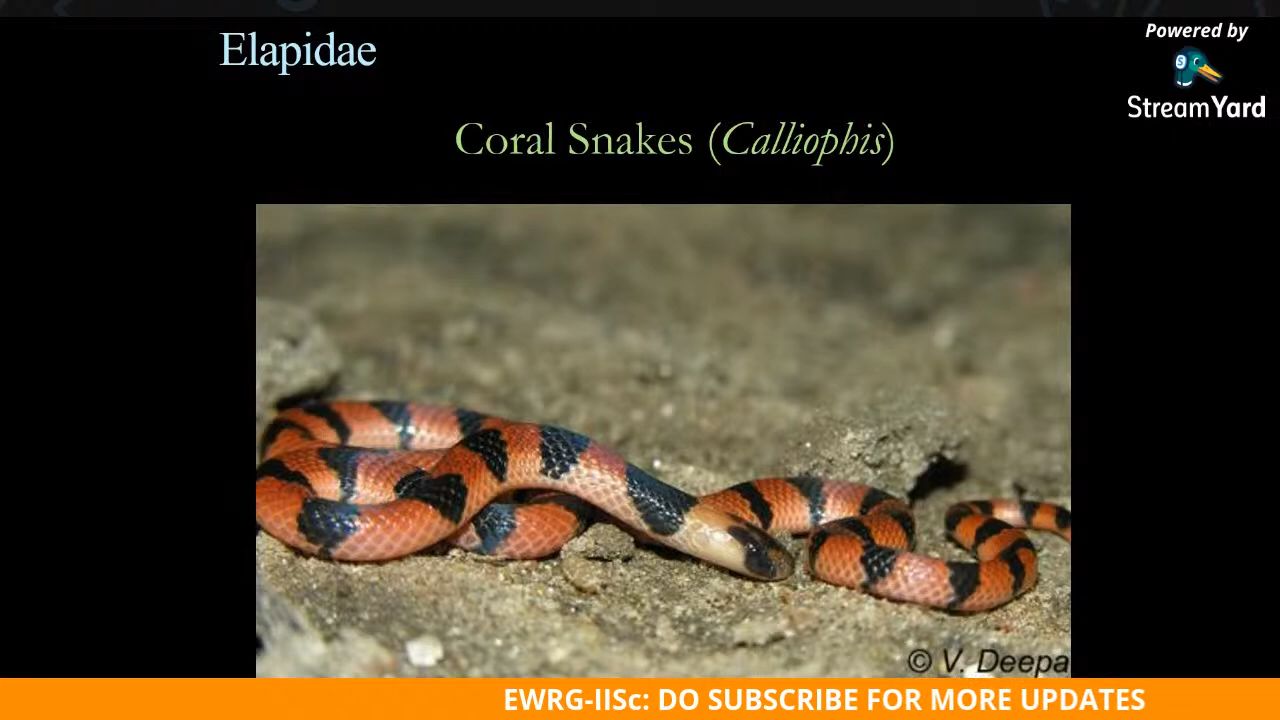 Elapidae
Powered by
StreamYard
Coral Snakes (Calliophis)
© V. Deepa
EWRG-IISc: DO SUBSCRIBE FOR MORE UPDATES